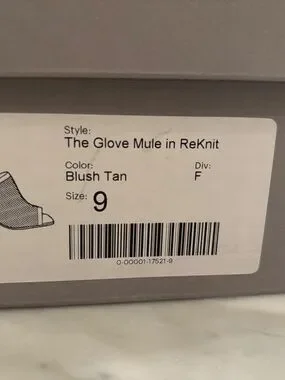 Style:
The Glove Mule in ReKnit
Color: Div:
Blush Tan F
Size: 9
0-00001-17521-9